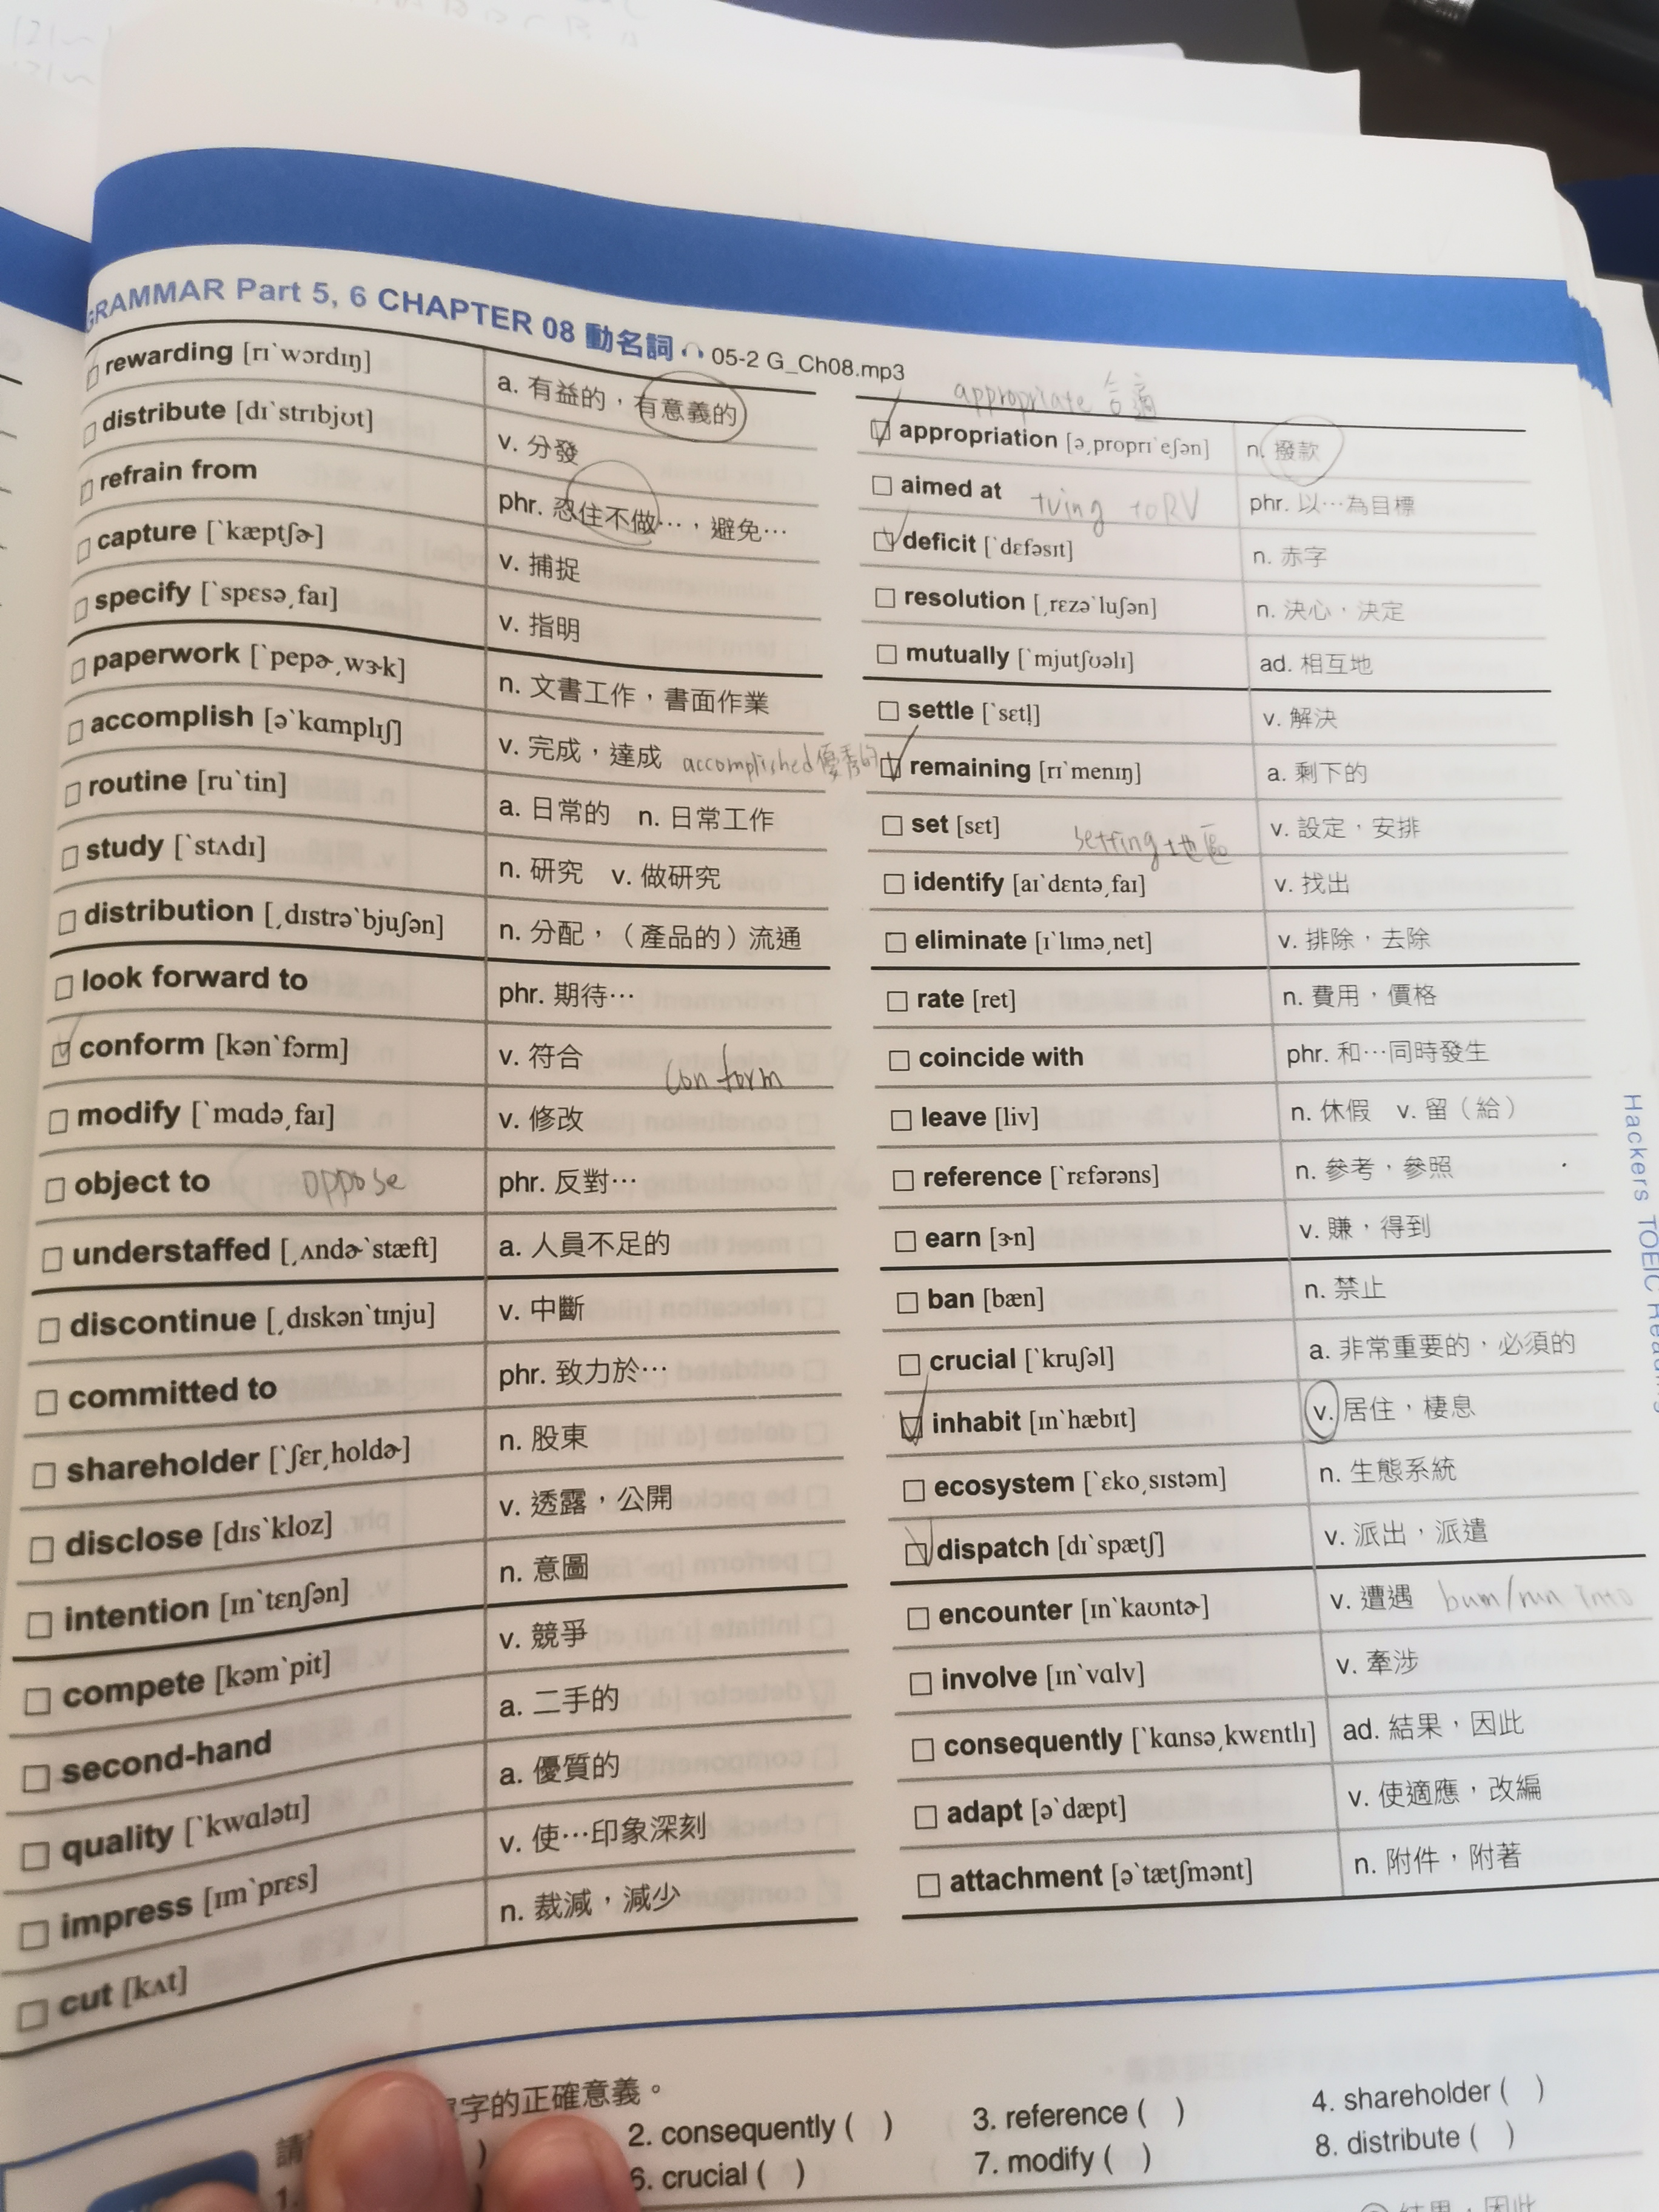 GRAMMAR Part 5, 6 CHAPTER 08 動名詞 05-2 G_Ch08.mp3
rewarding [rɪˋwɔrdɪŋ] a. 有益的，有意義的
distribute [dɪˋstrɪbjʊt] v. 分發
refrain from phr. 忍住不做…，避免…
capture [ˋkæptʃɚ] v. 捕捉
specify [ˋspɛsəˏfaɪ] v. 指明
paperwork [ˋpepɚˏwɝk] n. 文書工作，書面作業
accomplish [əˋkɑmplɪʃ] v. 完成，達成 accomplished 優秀的
routine [ruˋtin] a. 日常的 n. 日常工作
study [ˋstʌdɪ] n. 研究 v. 做研究
distribution [ˏdɪstrəˋbjuʃən] n. 分配，（產品的）流通
look forward to phr. 期待…
conform [kənˋfɔrm] v. 符合 conform
modify [ˋmɑdəˏfaɪ] v. 修改
object to oppose phr. 反對…
understaffed [ˏʌndɚˋstæft] a. 人員不足的
discontinue [ˏdɪskənˋtɪnju] v. 中斷
committed to phr. 致力於…
shareholder [ˋʃɛrˏholdɚ] n. 股東
disclose [dɪsˋkloz] v. 透露，公開
intention [ɪnˋtɛnʃən] n. 意圖
compete [kəmˋpit] v. 競爭
second-hand a. 二手的
quality [ˋkwɑlətɪ] a. 優質的
impress [ɪmˋprɛs] v. 使…印象深刻
cut [kʌt] n. 裁減，減少
appropriate 合適
appropriation [əˏproprɪˋeʃən] n. 撥款
aimed at phr. 以…為目標
deficit [ˋdɛfəsɪt] n. 赤字
resolution [ˏrɛzəˋluʃən] n. 決心，決定
mutually [ˋmjutʃʊəlɪ] ad. 相互地
settle [ˋsɛtl̩] v. 解決
remaining [rɪˋmenɪŋ] a. 剩下的
set [sɛt] v. 設定，安排
setting 地區
identify [aɪˋdɛntəˏfaɪ] v. 找出
eliminate [ɪˋlɪməˏnet] v. 排除，去除
rate [ret] n. 費用，價格
coincide with phr. 和…同時發生
leave [liv] n. 休假 v. 留（給）
reference [ˋrɛfərəns] n. 參考，參照
earn [ɝn] v. 賺，得到
ban [bæn] n. 禁止
crucial [ˋkruʃəl] a. 非常重要的，必須的
inhabit [ɪnˋhæbɪt] v. 居住，棲息
ecosystem [ˋɛkoˏsɪstəm] n. 生態系統
dispatch [dɪˋspætʃ] v. 派出，派遣
encounter [ɪnˋkaʊntɚ] v. 遭遇 bum/run into
involve [ɪnˋvɑlv] v. 牽涉
consequently [ˋkɑnsəˏkwɛntlɪ] ad. 結果，因此
adapt [əˋdæpt] v. 使適應，改編
attachment [əˋtætʃmənt] n. 附件，附著
Hackers TOEIC Reading
字的正確意義。
1. 2. consequently ( ) 3. reference ( ) 4. shareholder ( )
6. crucial ( ) 7. modify ( ) 8. distribute ( )
結果，因此